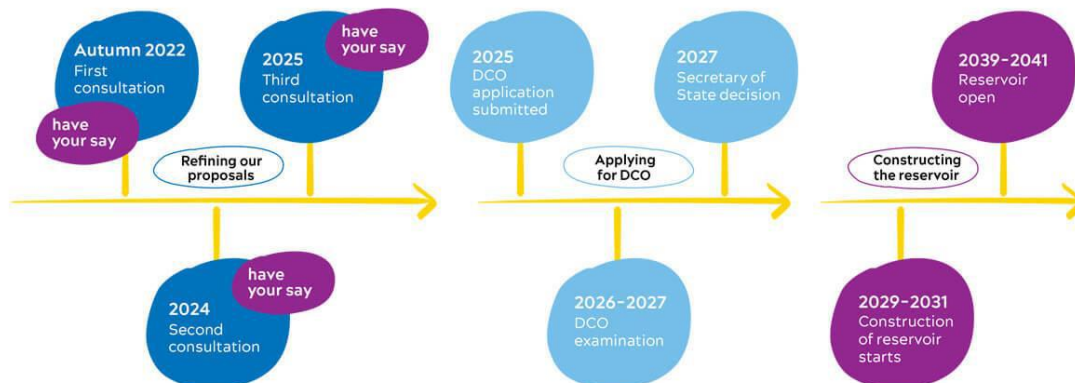 Autumn 2022
First
consultation
have
your say
2025
Third
consultation
have
your say
Refining our
proposals
2024
Second
consultation
have
your say
2025
DCO
application
submitted
2027
Secretary of
State decision
Applying
for DCO
2026–2027
DCO
examination
2039–2041
Reservoir
open
Constructing
the reservoir
2029–2031
Construction
of reservoir
starts